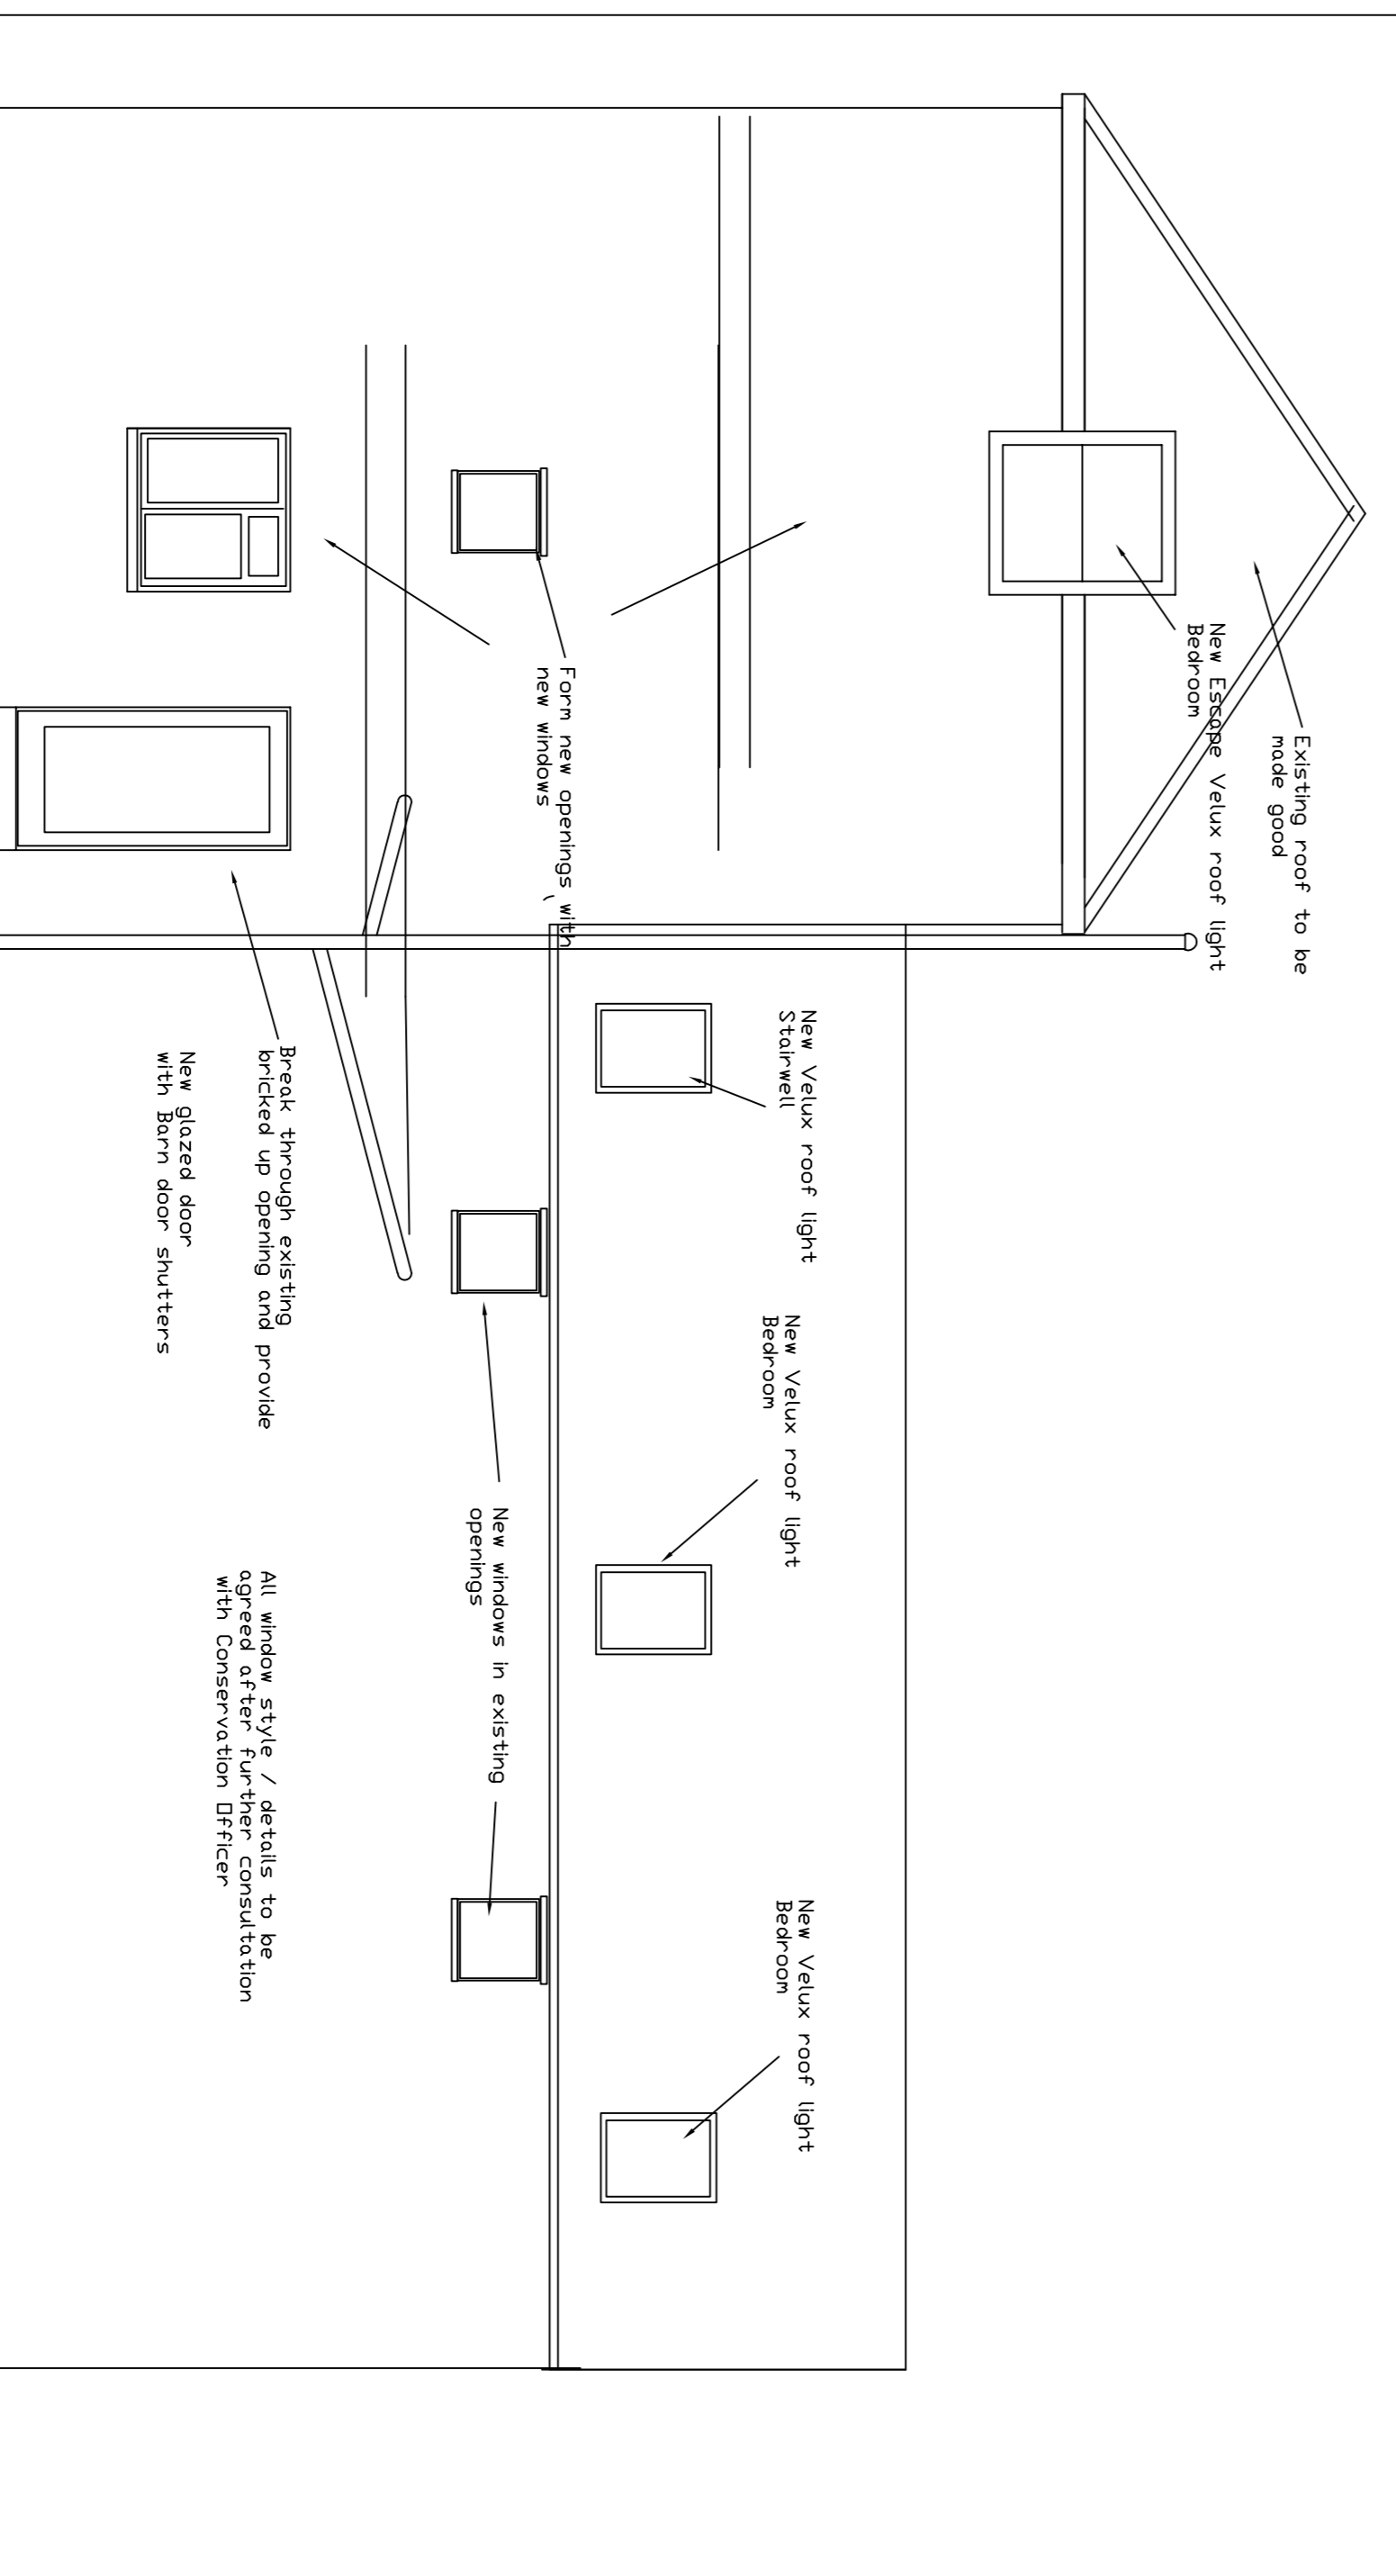 Existing roof to be
made good
New Escape Velux roof light
Bedroom
Form new openings with
new windows
New Velux roof light
Stairwell
New Velux roof light
Bedroom
New Velux roof light
Bedroom
New windows in existing
openings
Break through existing
bricked up opening and provide
New glazed door
with Barn door shutters
All window style / details to be
agreed after further consultation
with Conservation Officer